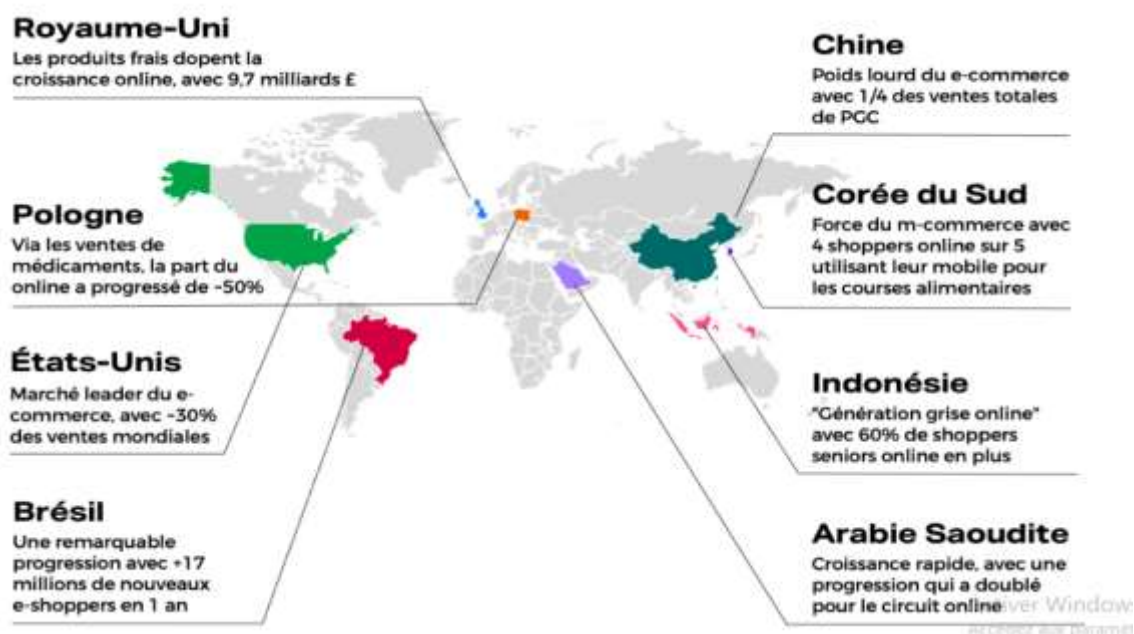 Royaume-Uni
Les produits frais dopent la
croissance online, avec 9,7 milliards £
Pologne
Via les ventes de
médicaments, la part du
online a progressé de ~50%
États-Unis
Marché leader du e-
commerce, avec ~30%
des ventes mondiales
Brésil
Une remarquable
progression avec +17
millions de nouveaux
e-shoppers en 1 an
Chine
Poids lourd du e-commerce
avec 1/4 des ventes totales
de PGC
Corée du Sud
Force du m-commerce avec
4 shoppers online sur 5
utilisant leur mobile pour
les courses alimentaires
Indonésie
"Génération grise online"
avec 60% de shoppers
seniors online en plus
Arabie Saoudite
Croissance rapide, avec une
progression qui a doublé
pour le circuit online
Windows